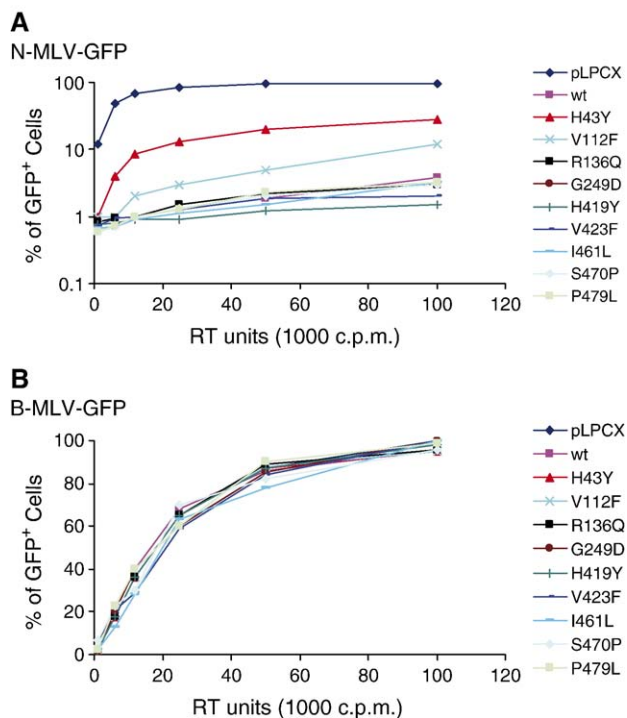 A
N-MLV-GFP
100
10
1
0.1
% of GFP+ Cells
0 20 40 60 80 100 120
RT units (1000 c.p.m.)
pLPCX
wt
H43Y
V112F
R136Q
G249D
H419Y
V423F
I461L
S470P
P479L
B
B-MLV-GFP
100
80
60
40
20
0
% of GFP+ Cells
0 20 40 60 80 100 120
RT units (1000 c.p.m.)
pLPCX
wt
H43Y
V112F
R136Q
G249D
H419Y
V423F
I461L
S470P
P479L